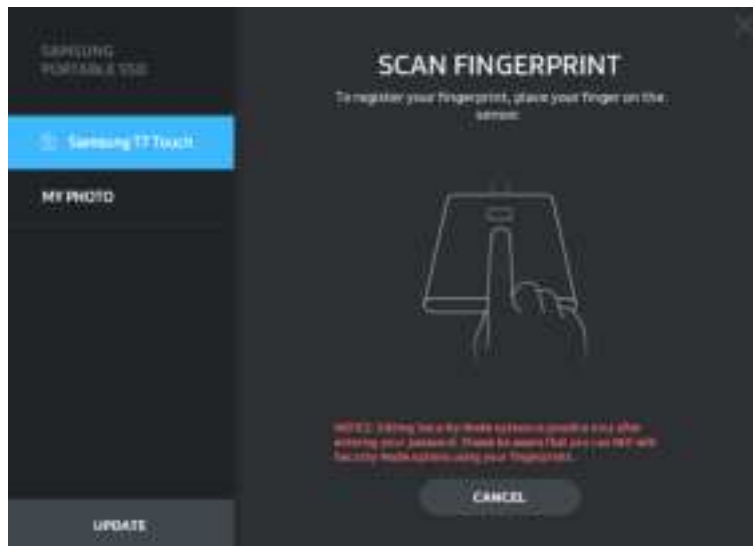 SAMSUNG
PORTABLE SSD
Samsung T7 Touch
MY PHOTO
UPDATE
SCAN FINGERPRINT
To register your fingerprint, place your finger on the
sensor.
NOTICE: Editing Security Mode options is possible only after
entering your password. Please be aware that you can NOT edit
Security Mode options using your fingerprint.
CANCEL